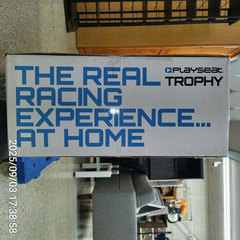 THE REAL
RACING
EXPERIENCE...
AT HOME
PLAYSEAT
TROPHY
2025/09/03 17:38:58